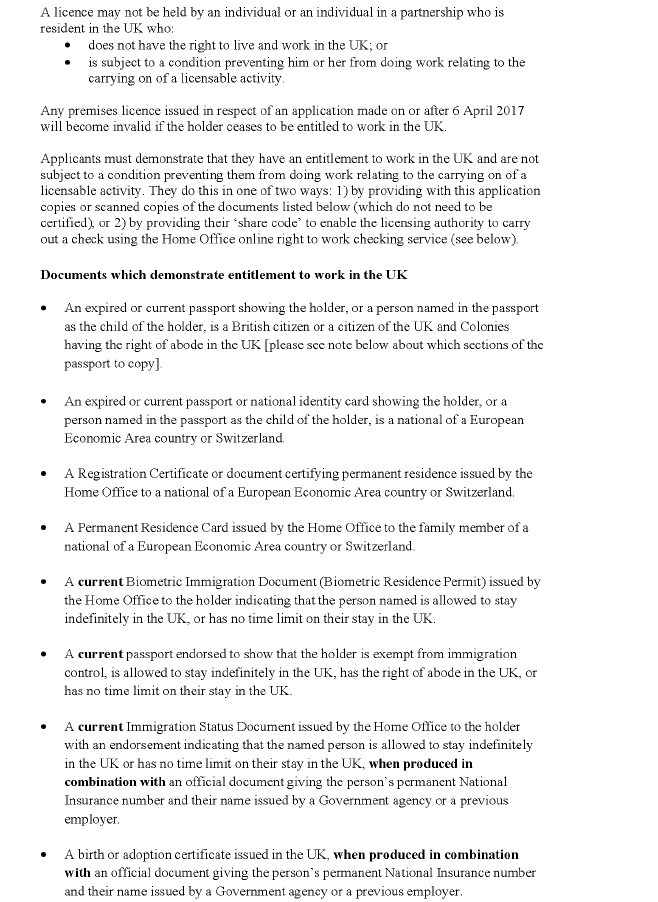 A licence may not be held by an individual or an individual in a partnership who is
resident in the UK who:
• does not have the right to live and work in the UK; or
• is subject to a condition preventing him or her from doing work relating to the
carrying on of a licensable activity.
Any premises licence issued in respect of an application made on or after 6 April 2017
will become invalid if the holder ceases to be entitled to work in the UK.
Applicants must demonstrate that they have an entitlement to work in the UK and are not
subject to a condition preventing them from doing work relating to the carrying on of a
licensable activity. They do this in one of two ways: 1) by providing with this application
copies or scanned copies of the documents listed below (which do not need to be
certified), or 2) by providing their ‘share code’ to enable the licensing authority to carry
out a check using the Home Office online right to work checking service (see below).
Documents which demonstrate entitlement to work in the UK
• An expired or current passport showing the holder, or a person named in the passport
as the child of the holder, is a British citizen or a citizen of the UK and Colonies
having the right of abode in the UK [please see note below about which sections of the
passport to copy].
• An expired or current passport or national identity card showing the holder, or a
person named in the passport as the child of the holder, is a national of a European
Economic Area country or Switzerland.
• A Registration Certificate or document certifying permanent residence issued by the
Home Office to a national of a European Economic Area country or Switzerland.
• A Permanent Residence Card issued by the Home Office to the family member of a
national of a European Economic Area country or Switzerland.
• A current Biometric Immigration Document (Biometric Residence Permit) issued by
the Home Office to the holder indicating that the person named is allowed to stay
indefinitely in the UK, or has no time limit on their stay in the UK.
• A current passport endorsed to show that the holder is exempt from immigration
control, is allowed to stay indefinitely in the UK, has the right of abode in the UK, or
has no time limit on their stay in the UK.
• A current Immigration Status Document issued by the Home Office to the holder
with an endorsement indicating that the named person is allowed to stay indefinitely
in the UK or has no time limit on their stay in the UK, when produced in
combination with an official document giving the person’s permanent National
Insurance number and their name issued by a Government agency or a previous
employer.
• A birth or adoption certificate issued in the UK, when produced in combination
with an official document giving the person’s permanent National Insurance number
and their name issued by a Government agency or a previous employer.